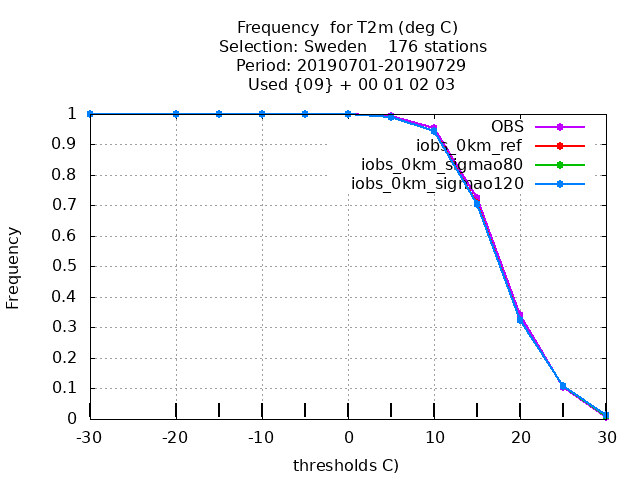 Frequency  for T2m (deg C)
Selection: Sweden    176 stations
Period: 20190701-20190729
Used {09} + 00 01 02 03
OBS
iobs_0km_ref
iobs_0km_sigmao80
iobs_0km_sigmao120
1
0.9
0.8
0.7
0.6
0.5
0.4
0.3
0.2
0.1
0
Frequency
-30 -20 -10 0 10 20 30
thresholds C)